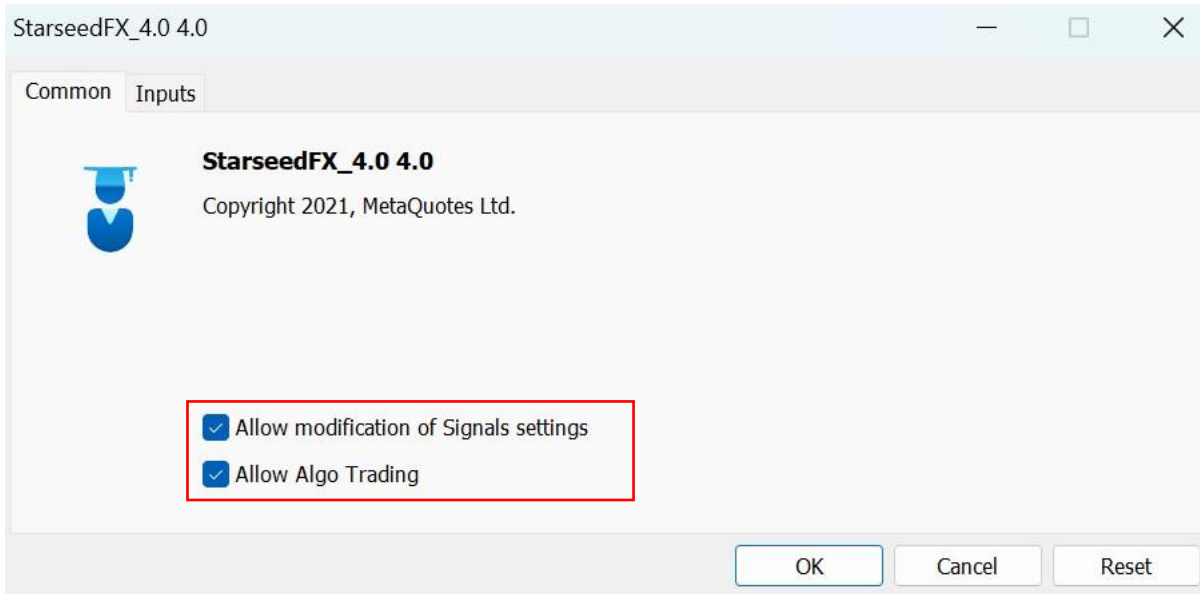 StarseedFX_4.0 4.0
Common Inputs
StarseedFX_4.0 4.0
Copyright 2021, MetaQuotes Ltd.
Allow modification of Signals settings
Allow Algo Trading
OK Cancel Reset